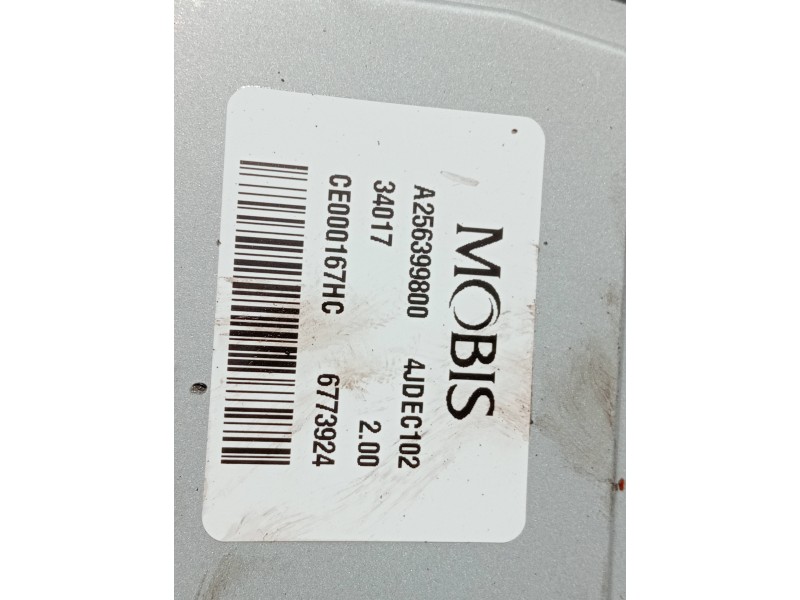 MOBIS
A256399800 4JDEC102
34017 2.00
CE000167HC 6773924